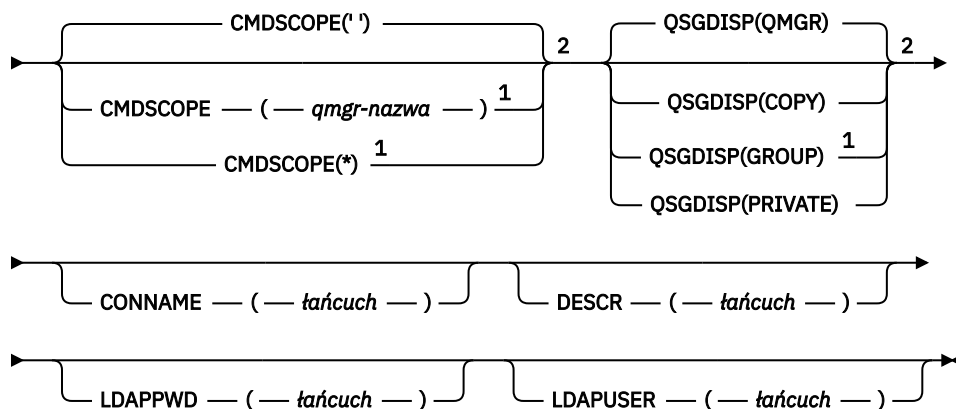 CMDSCOPE(' ')
2
CMDSCOPE ( qmgr-nazwa ) 1
CMDSCOPE(*) 1
QSGDISP(QMGR)
2
QSGDISP(COPY)
QSGDISP(GROUP) 1
QSGDISP(PRIVATE)
CONNAME ( łańcuch ) DESCR ( łańcuch )
LDAPPWD ( łańcuch ) LDAPUSER ( łańcuch )